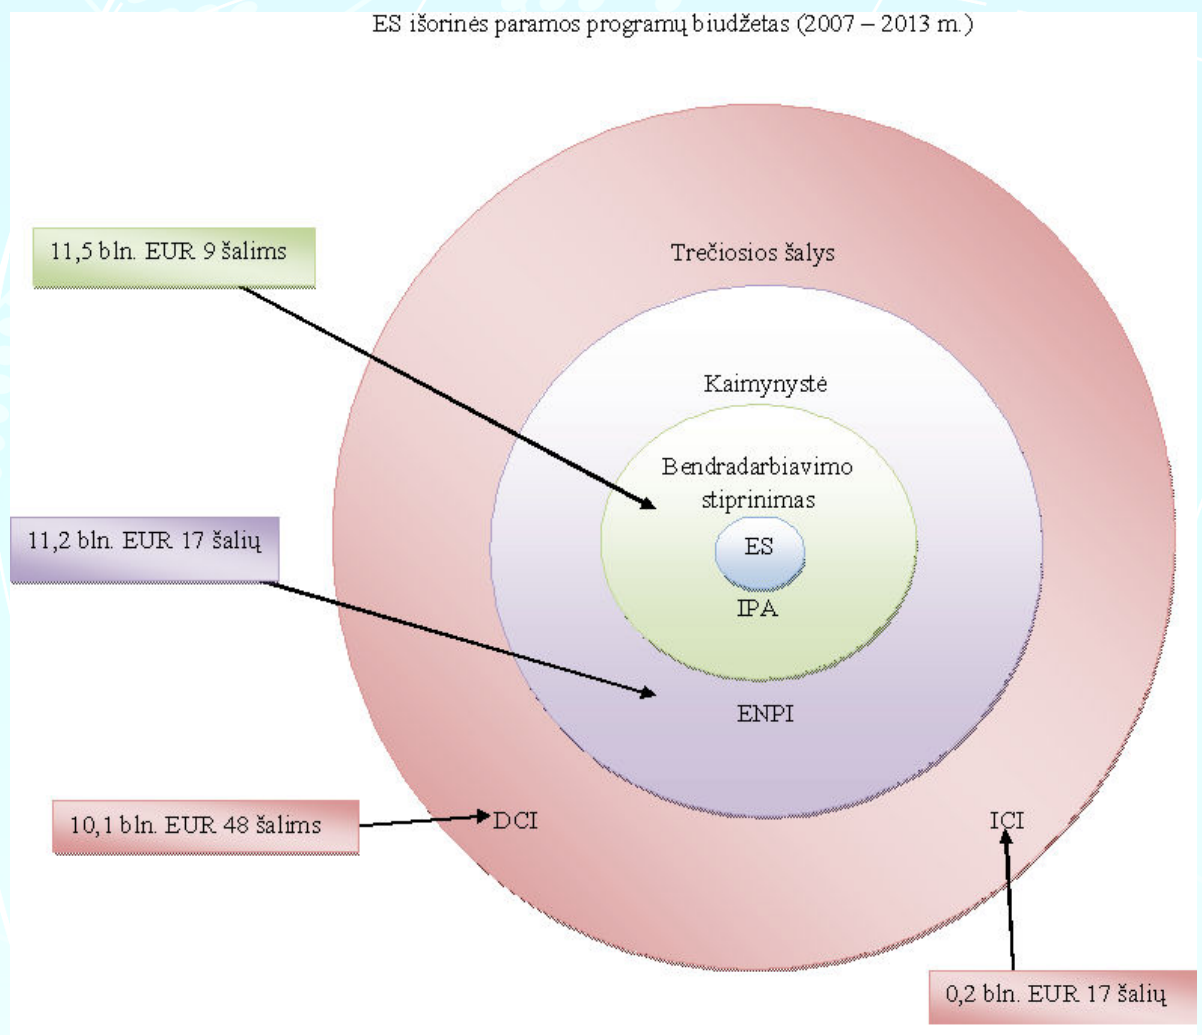 ES išorinės paramos programų biudžetas (2007 – 2013 m.)
11,5 bln. EUR 9 šalims
Trečiosios šalys
Kaimynystė
Bendradarbiavimo
stiprinimas
11,2 bln. EUR 17 šalių
ES
IPA
ENPI
10,1 bln. EUR 48 šalims
DCI
ICI
0,2 bln. EUR 17 šalių